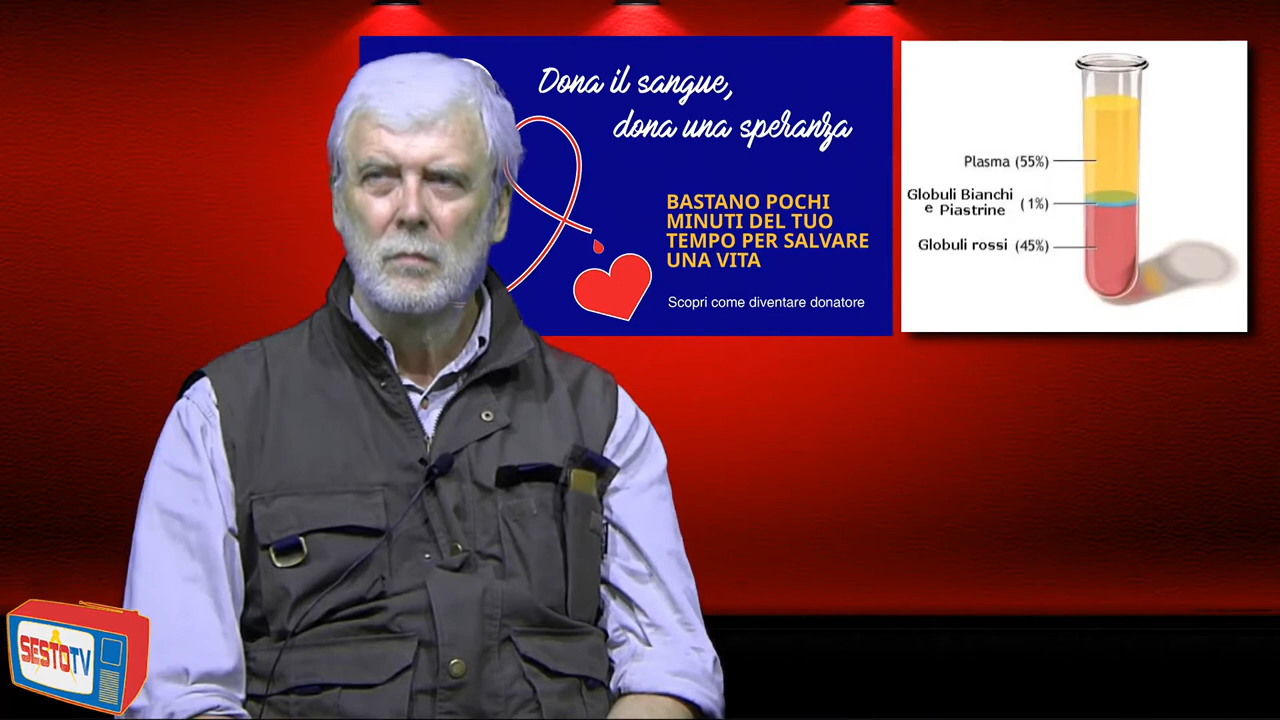 Dona il sangue,
dona una speranza
BASTANO POCHI
MINUTI DEL TUO
TEMPO PER SALVARE
UNA VITA
Scopri come diventare donatore
Plasma (55%)
Globuli Bianchi
e Piastrine (1%)
Globuli rossi (45%)
SESTOTV